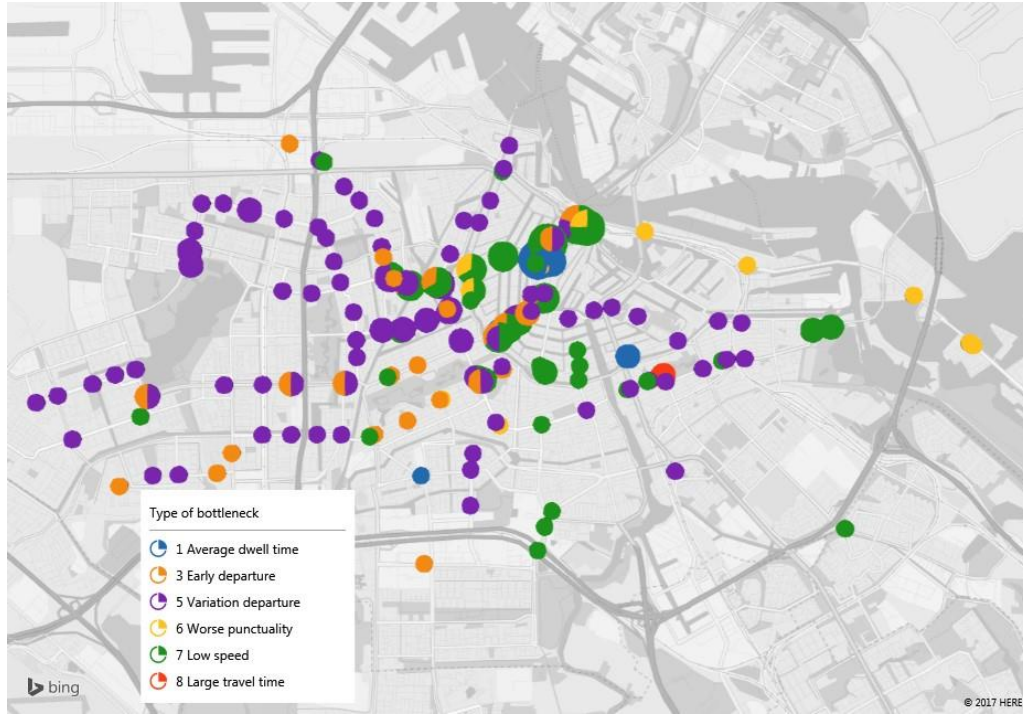 Type of bottleneck
1 Average dwell time
3 Early departure
5 Variation departure
6 Worse punctuality
7 Low speed
8 Large travel time
bing
© 2017 HERE